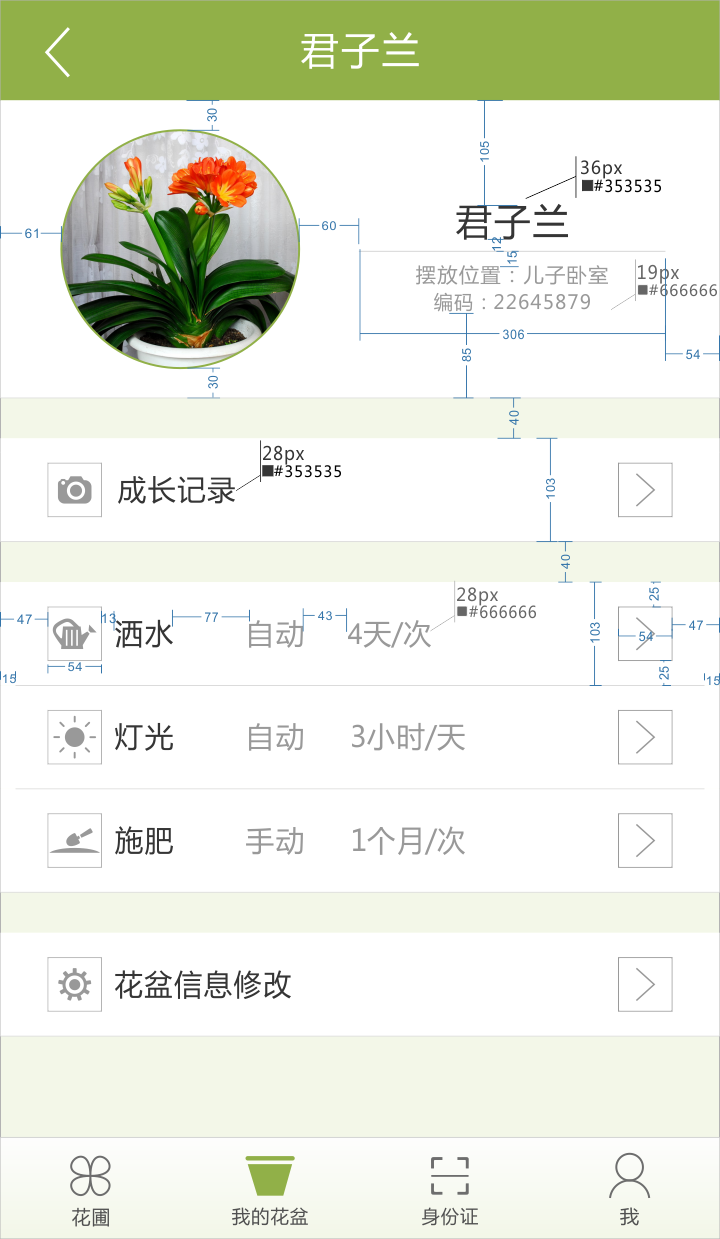 君子兰
30
105
36px
#353535
61
60
君子兰
12
15
摆放位置：儿子卧室
19px
#666666
编码：22645879
306
85
54
30
40
28px
#353535
成长记录
103
40
28px
#666666
25
47
13
77
43
洒水
自动
4天/次
103
54
47
54
25
15
15
灯光
自动
3小时/天
施肥
手动
1个月/次
花盆信息修改
花圃
我的花盆
身份证
我